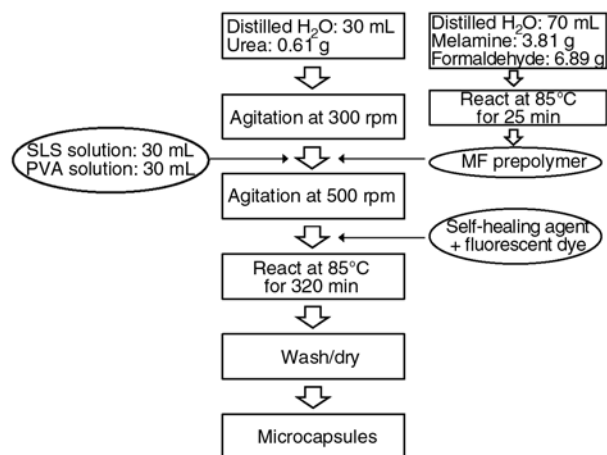 Distilled H₂O: 30 mL
Urea: 0.61 g
Distilled H₂O: 70 mL
Melamine: 3.81 g
Formaldehyde: 6.89 g
Agitation at 300 rpm
React at 85°C
for 25 min
SLS solution: 30 mL
PVA solution: 30 mL
MF prepolymer
Agitation at 500 rpm
Self-healing agent
+ fluorescent dye
React at 85°C
for 320 min
Wash/dry
Microcapsules